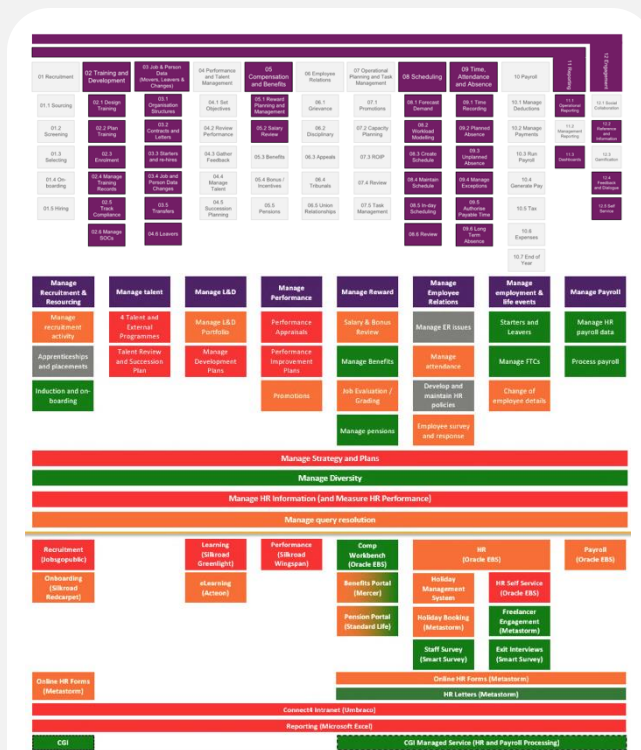 01 Recruitment
01.1 Sourcing
01.2
Screening
01.3
Selecting
01.4 On-
boarding
01.5 Hiring
02 Training and
Development
02.1 Design
Training
02.2 Plan
Training
02.3
Enrolment
02.4 Manage
Training
Records
02.5
Track
Compliance
02.6 Manage
SOCs
03 Job & Person
Data
(Movers, Leavers &
Changes)
03.1
Organisation
Structures
03.2
Contracts and
Letters
03.3 Starters
and re-hires
03.4 Job and
Person Data
Changes
03.5
Transfers
03.6 Leavers
04 Performance
and Talent
Management
04.1 Set
Objectives
04.2 Review
Performance
04.3 Gather
Feedback
04.4
Manage
Talent
04.5
Succession
Planning
05
Compensation
and Benefits
05.1 Reward
Planning and
Management
05.2 Salary
Review
05.3 Benefits
05.4 Bonus /
Incentives
05.5
Pensions
06 Employee
Relations
06.1
Grievance
06.2
Disciplinary
06.3 Appeals
06.4
Tribunals
06.5 Union
Relationships
07 Operational
Planning and Task
Management
07.1
Promotions
07.2 Capacity
Planning
07.3 ROIP
07.4 Review
07.5 Task
Management
08 Scheduling
08.1 Forecast
Demand
08.2
Workload
Modelling
08.3 Create
Schedule
08.4 Maintain
Schedule
08.5 In-day
Scheduling
08.6 Review
09 Time,
Attendance
and Absence
09.1 Time
Recording
09.2 Planned
Absence
09.3
Unplanned
Absence
09.4 Manage
Exceptions
09.5
Authorise
Payable Time
09.6 Long
Term
Absence
10 Payroll
10.1 Manage
Deductions
10.2 Manage
Payments
10.3 Run
Payroll
10.4
Generate Pay
10.5 Tax
10.6
Expenses
10.7 End of
Year
11 Reporting
11.1
Operational
Reporting
11.2
Management
Reporting
11.3
Dashboards
12 Engagement
12.1 Social
Collaboration
12.2
Reference
and
Information
12.3
Gamification
12.4
Feedback
and Dialogue
12.5 Self
Service
Manage
Recruitment &
Resourcing
Manage talent
Manage L&D
Manage
Performance
Manage Reward
Manage
Employee
Relations
Manage
employment &
life events
Manage Payroll
Manage
recruitment
activity
4 Talent and
External
Programmes
Manage L&D
Portfolio
Performance
Appraisals
Salary & Bonus
Review
Manage ER issues
Starters and
Leavers
Manage HR
payroll data
Apprenticeships
and placements
Talent Review
and Succession
Plan
Manage
Development
Plans
Performance
Improvement
Plans
Manage Benefits
Manage
attendance
Manage FTCs
Process payroll
Induction and on-
boarding
Promotions
Job Evaluation /
Grading
Develop and
maintain HR
policies
Change of
employee details
Manage pensions
Employee survey
and response
Manage Strategy and Plans
Manage Diversity
Manage HR Information (and Measure HR Performance)
Manage query resolution
Recruitment
(Jobsgopublic)
Learning
(Silkroad
Greenlight)
Performance
(Silkroad
Wingspan)
Comp
Workbench
(Oracle EBS)
HR
(Oracle EBS)
Payroll
(Oracle EBS)
Onboarding
(Silkroad
Redcarpet)
eLearning
(Acteon)
Benefits Portal
(Mercer)
Holiday
Management
System
HR Self Service
(Oracle EBS)
Pension Portal
(Standard Life)
Holiday Booking
(Metastorm)
Freelancer
Engagement
(Metastorm)
Staff Survey
(Smart Survey)
Exit Interviews
(Smart Survey)
Online HR Forms
(Metastorm)
Online HR Forms (Metastorm)
HR Letters (Metastorm)
Connectll Intranet (Umbraco)
Reporting (Microsoft Excel)
CGI
CGI Managed Service (HR and Payroll Processing)